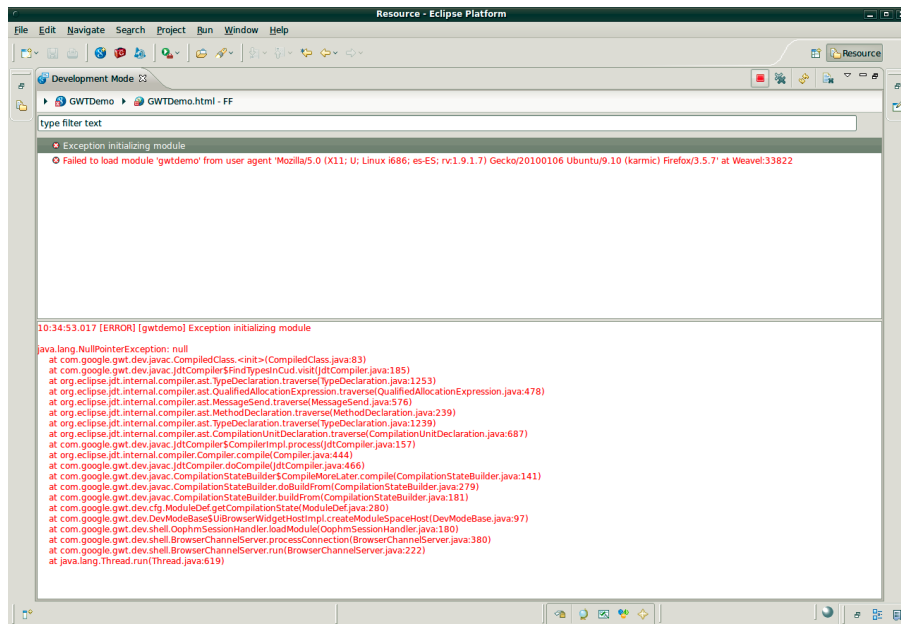 Resource - Eclipse Platform
File Edit Navigate Search Project Run Window Help
Resource
Development Mode
GWTDemo GWTDemo.html - FF
type filter text
Exception initializing module
Failed to load module 'gwtdemo' from user agent 'Mozilla/5.0 (X11; U; Linux i686; es-ES; rv:1.9.1.7) Gecko/20100106 Ubuntu/9.10 (karmic) Firefox/3.5.7' at Weavel:33822
10:34:53.017 [ERROR] [gwtdemo] Exception initializing module
java.lang.NullPointerException: null
at com.google.gwt.dev.javac.CompiledClass.<init>(CompiledClass.java:83)
at com.google.gwt.dev.javac.JdtCompiler$FindTypesInCud.visit(JdtCompiler.java:185)
at org.eclipse.jdt.internal.compiler.ast.TypeDeclaration.traverse(TypeDeclaration.java:1253)
at org.eclipse.jdt.internal.compiler.ast.QualifiedAllocationExpression.traverse(QualifiedAllocationExpression.java:478)
at org.eclipse.jdt.internal.compiler.ast.MessageSend.traverse(MessageSend.java:576)
at org.eclipse.jdt.internal.compiler.ast.MethodDeclaration.traverse(MethodDeclaration.java:239)
at org.eclipse.jdt.internal.compiler.ast.TypeDeclaration.traverse(TypeDeclaration.java:1239)
at org.eclipse.jdt.internal.compiler.ast.CompilationUnitDeclaration.traverse(CompilationUnitDeclaration.java:687)
at com.google.gwt.dev.javac.JdtCompiler$CompilerImpl.process(JdtCompiler.java:157)
at org.eclipse.jdt.internal.compiler.Compiler.compile(Compiler.java:444)
at com.google.gwt.dev.javac.JdtCompiler.doCompile(JdtCompiler.java:466)
at com.google.gwt.dev.javac.CompilationStateBuilder$CompileMoreLater.compile(CompilationStateBuilder.java:141)
at com.google.gwt.dev.javac.CompilationStateBuilder.doBuildFrom(CompilationStateBuilder.java:279)
at com.google.gwt.dev.javac.CompilationStateBuilder.buildFrom(CompilationStateBuilder.java:181)
at com.google.gwt.dev.cfg.ModuleDef.getCompilationState(ModuleDef.java:280)
at com.google.gwt.dev.DevModeBase$UiBrowserWidgetHostImpl.createModuleSpaceHost(DevModeBase.java:97)
at com.google.gwt.dev.shell.OophmSessionHandler.loadModule(OophmSessionHandler.java:180)
at com.google.gwt.dev.shell.BrowserChannelServer.processConnection(BrowserChannelServer.java:380)
at com.google.gwt.dev.shell.BrowserChannelServer.run(BrowserChannelServer.java:222)
at java.lang.Thread.run(Thread.java:619)